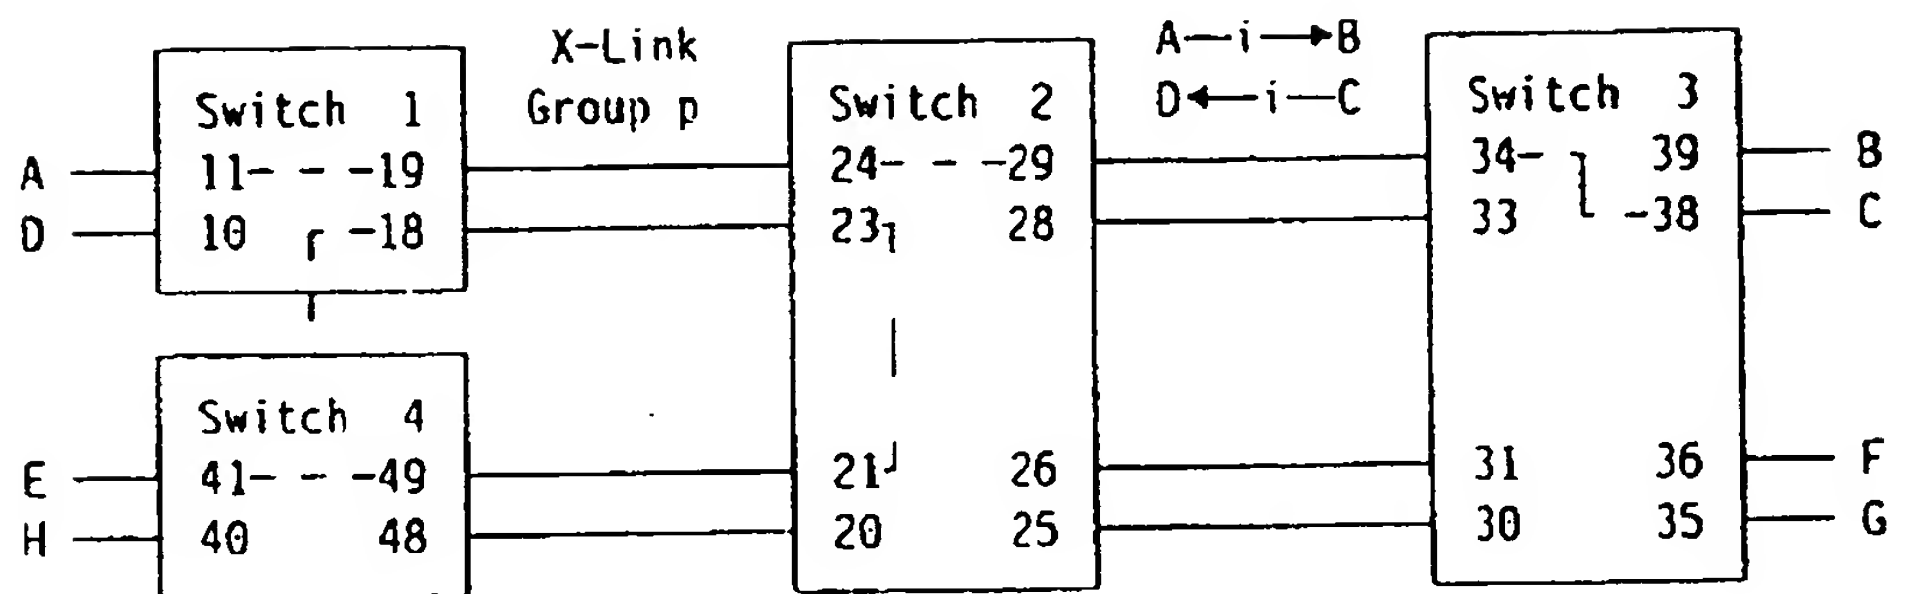 X-Link
Group p
A—i→B
D←i—C
Switch 1
11- - -19
10 -18
Switch 2
24- - -29
23 28
21 26
20 25
Switch 3
34- 39
33 -38
31 36
30 35
Switch 4
41- - -49
40 48
A
D
E
H
B
C
F
G